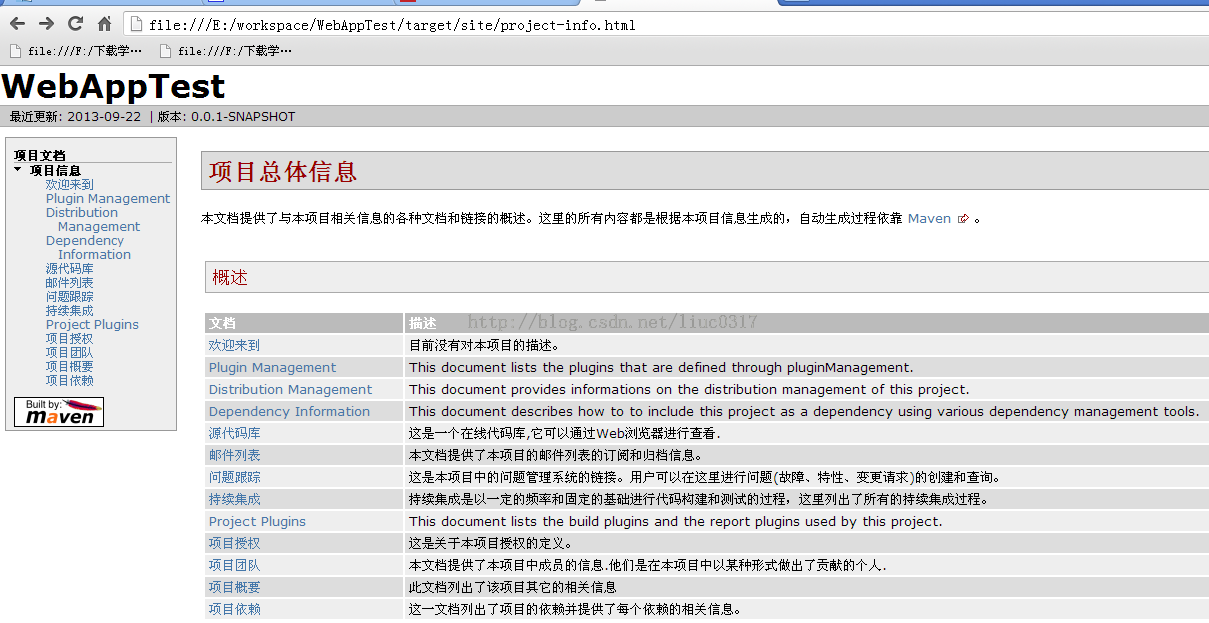 file:///E:/workspace/WebAppTest/target/site/project-info.html
file:///F:/下载学… file:///F:/下载学…
WebAppTest
最近更新: 2013-09-22 | 版本: 0.0.1-SNAPSHOT
项目文档
项目信息
欢迎来到
Plugin Management
Distribution
Management
Dependency
Information
源代码库
邮件列表
问题跟踪
持续集成
Project Plugins
项目授权
项目团队
项目概要
项目依赖
Built by:
maven
项目总体信息
本文档提供了与本项目相关信息的各种文档和链接的概述。这里的所有内容都是根据本项目信息生成的，自动生成过程依靠 Maven 。
概述
文档 描述
http://blog.csdn.net/liuc0317
欢迎来到 目前没有对本项目的描述。
Plugin Management This document lists the plugins that are defined through pluginManagement.
Distribution Management This document provides informations on the distribution management of this project.
Dependency Information This document describes how to to include this project as a dependency using various dependency management tools.
源代码库 这是一个在线代码库,它可以通过Web浏览器进行查看.
邮件列表 本文档提供了本项目的邮件列表的订阅和归档信息。
问题跟踪 这是本项目中的问题管理系统的链接。用户可以在这里进行问题(故障、特性、变更请求)的创建和查询。
持续集成 持续集成是以一定的频率和固定的基础进行代码构建和测试的过程，这里列出了所有的持续集成过程。
Project Plugins This document lists the build plugins and the report plugins used by this project.
项目授权 这是关于本项目授权的定义。
项目团队 本文档提供了本项目中成员的信息.他们是在本项目中以某种形式做出了贡献的个人.
项目概要 此文档列出了该项目其它的相关信息
项目依赖 这一文档列出了项目的依赖并提供了每个依赖的相关信息。